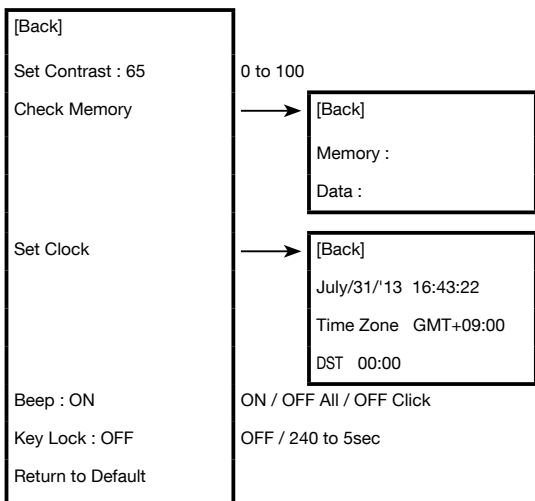 [Back]
Set Contrast : 65 0 to 100
Check Memory
[Back]
Memory :
Data :
Set Clock
[Back]
July/31/'13 16:43:22
Time Zone GMT+09:00
DST 00:00
Beep : ON ON / OFF All / OFF Click
Key Lock : OFF OFF / 240 to 5sec
Return to Default